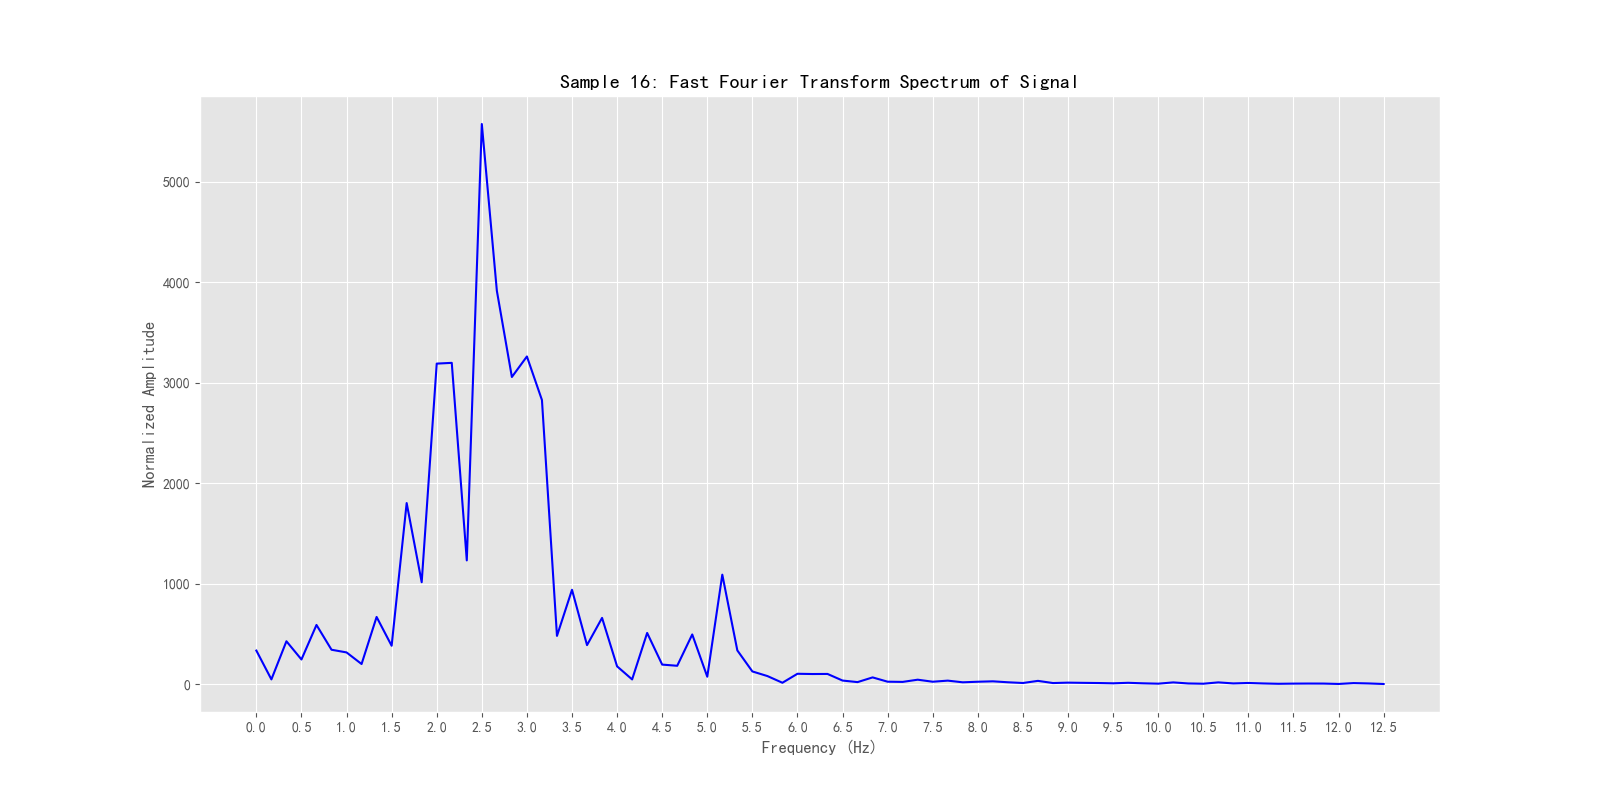 Sample 16: Fast Fourier Transform Spectrum of Signal
Normalized Amplitude
5000
4000
3000
2000
1000
0
0.0 0.5 1.0 1.5 2.0 2.5 3.0 3.5 4.0 4.5 5.0 5.5 6.0 6.5 7.0 7.5 8.0 8.5 9.0 9.5 10.0 10.5 11.0 11.5 12.0 12.5
Frequency (Hz)